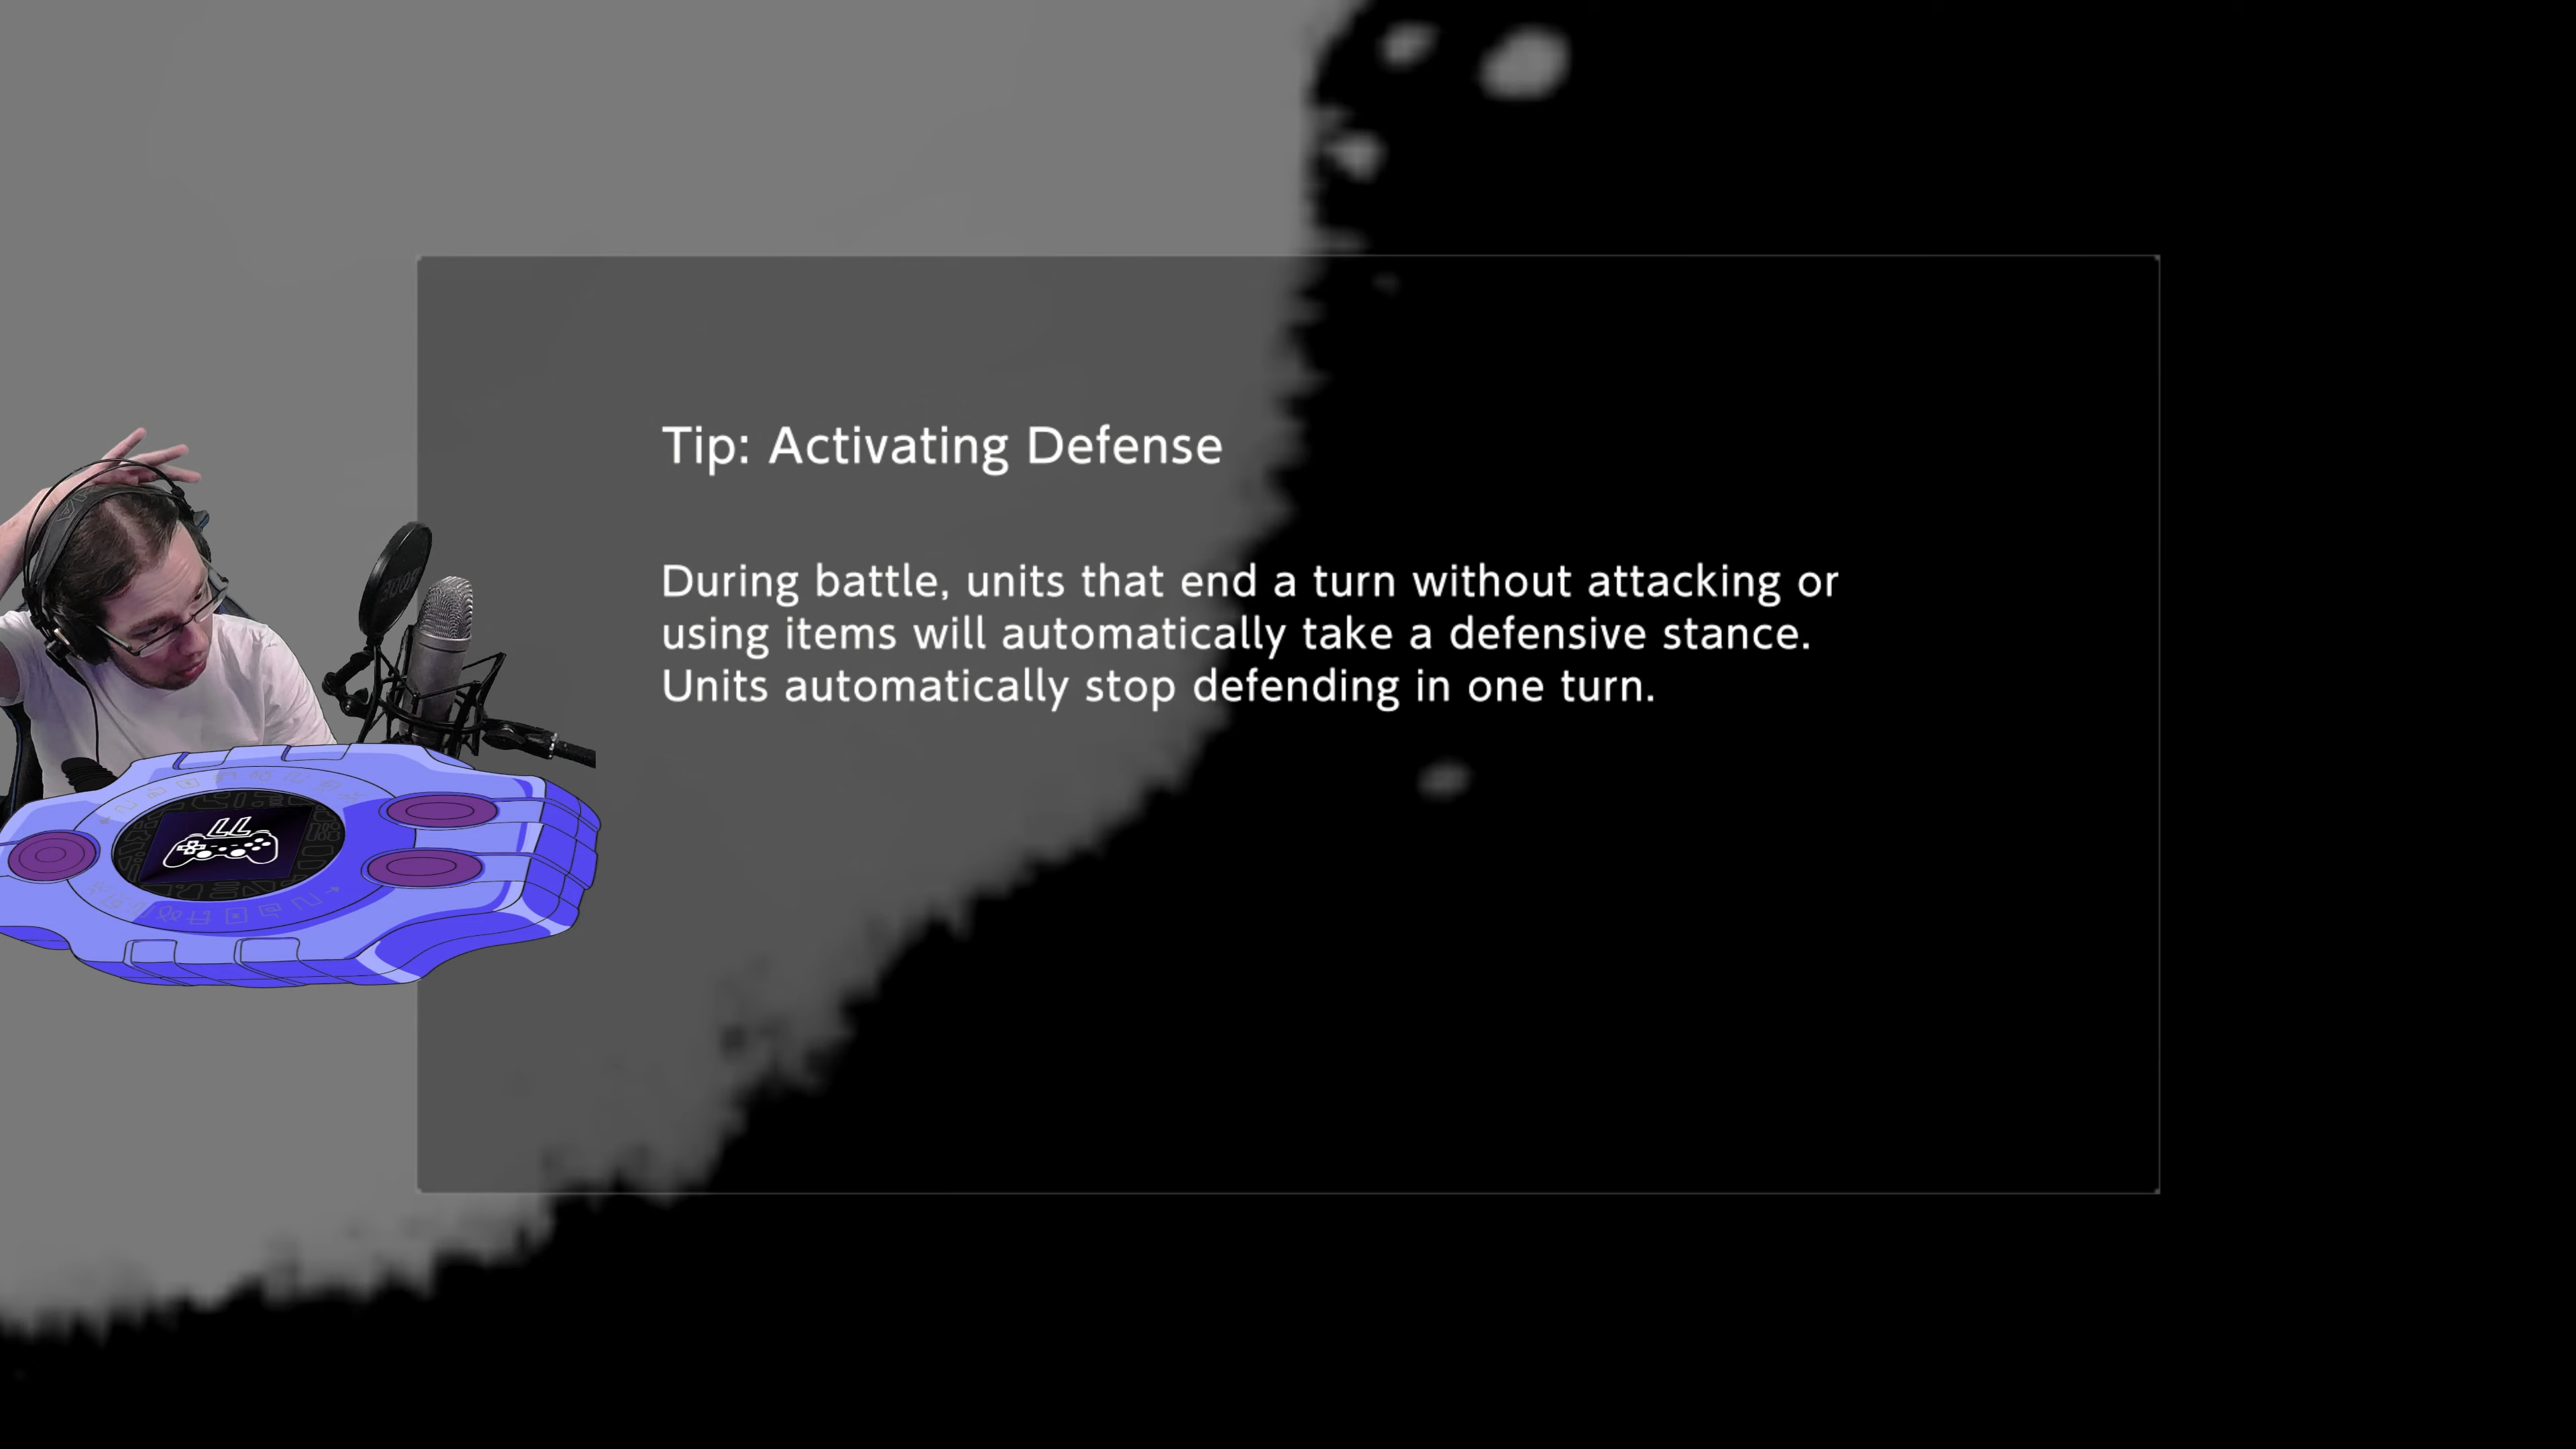 Tip: Activating Defense
During battle, units that end a turn without attacking or
using items will automatically take a defensive stance.
Units automatically stop defending in one turn.
LL